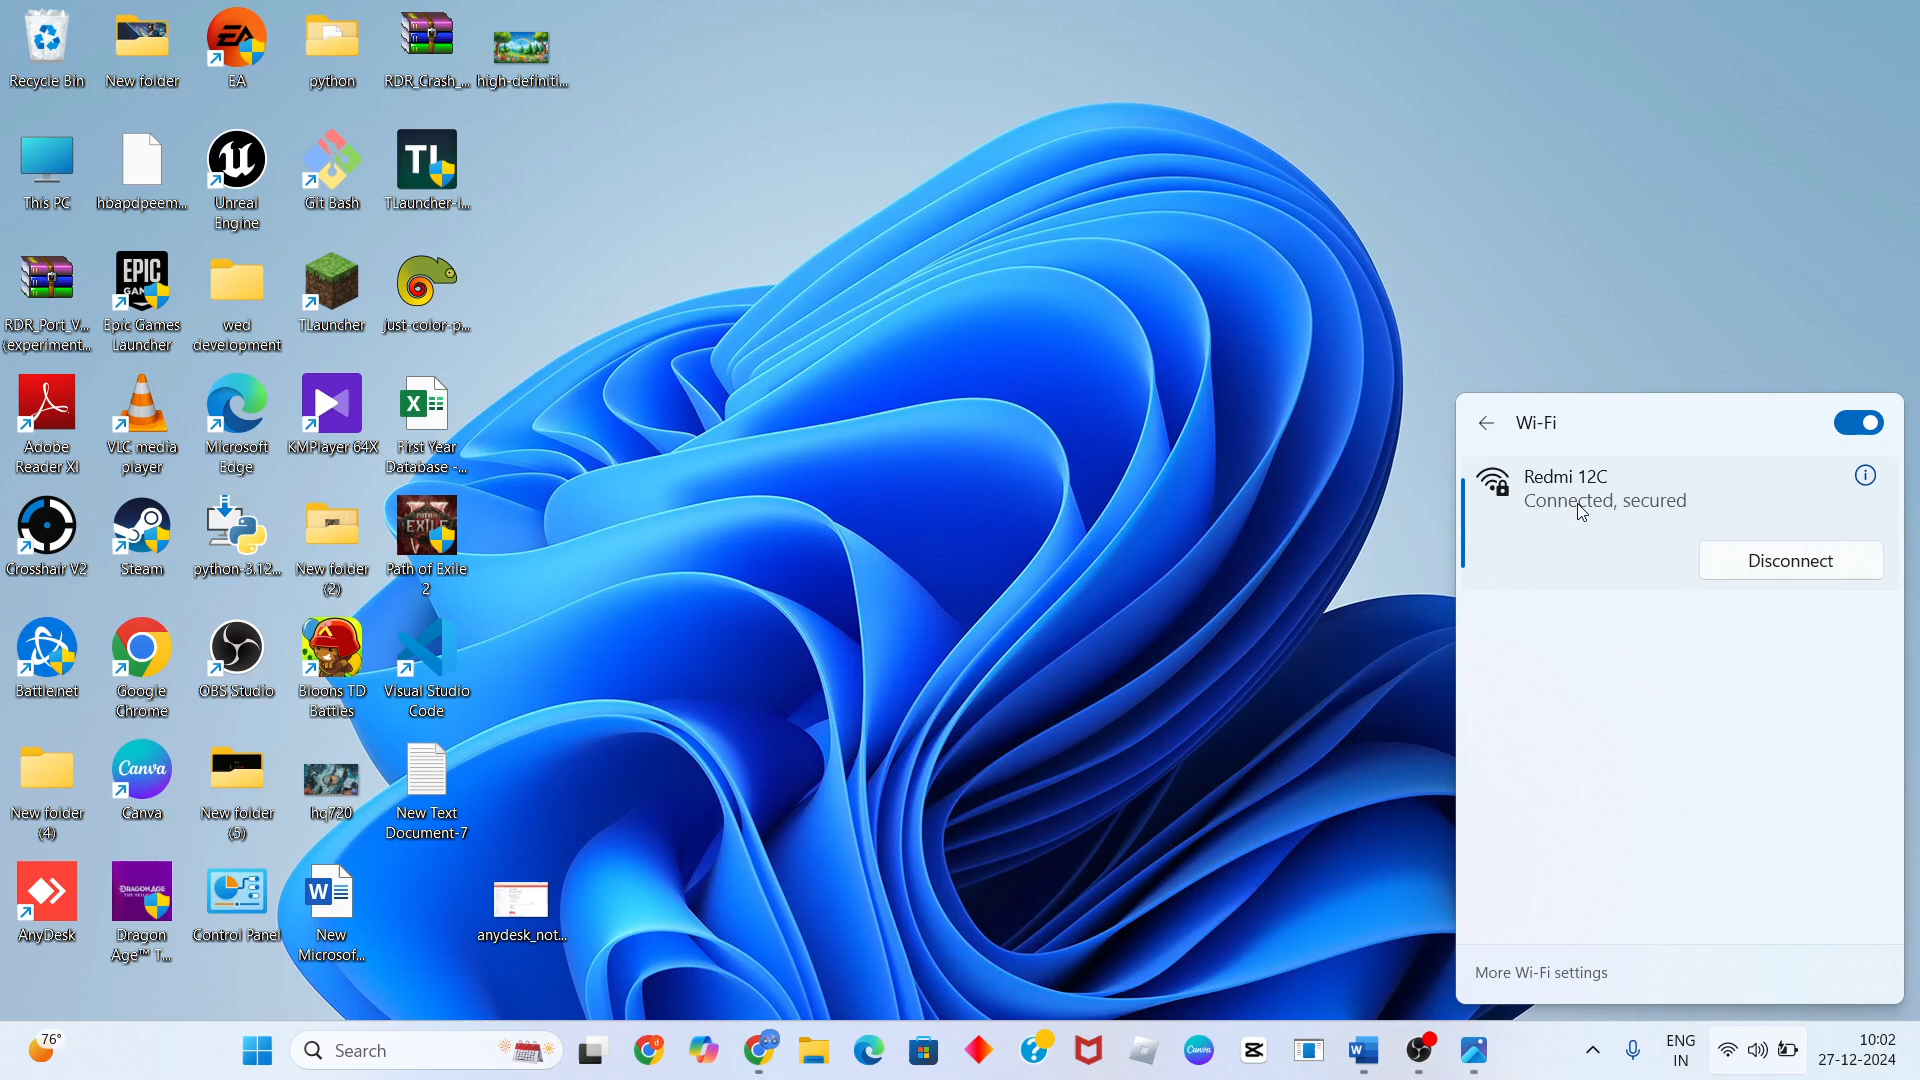 Recycle Bin
New folder
EA
python
RDR_Crash_...
high-definiti...
This PC
hbapdpeem...
Unreal
Engine
Git Bash
TLauncher-I...
RDR_Port_V...
(experiment...
Epic Games
Launcher
wed
development
TLauncher
just-color-p...
Adobe
Reader XI
VLC media
player
Microsoft
Edge
KMPlayer 64X
First Year
Database -...
Crosshair V2
Steam
python-3.12...
New folder
(2)
Path of Exile
2
Battle.net
Google
Chrome
OBS Studio
Bloons TD
Battles
Visual Studio
Code
New folder
(4)
Canva
New folder
(5)
hq720
New Text
Document-7
AnyDesk
Dragon
Age™ T...
Control Panel
New
Microsof...
anydesk_not...
Wi-Fi
Redmi 12C
Connected, secured
Disconnect
More Wi-Fi settings
76°
Search
ENG
IN
10:02
27-12-2024